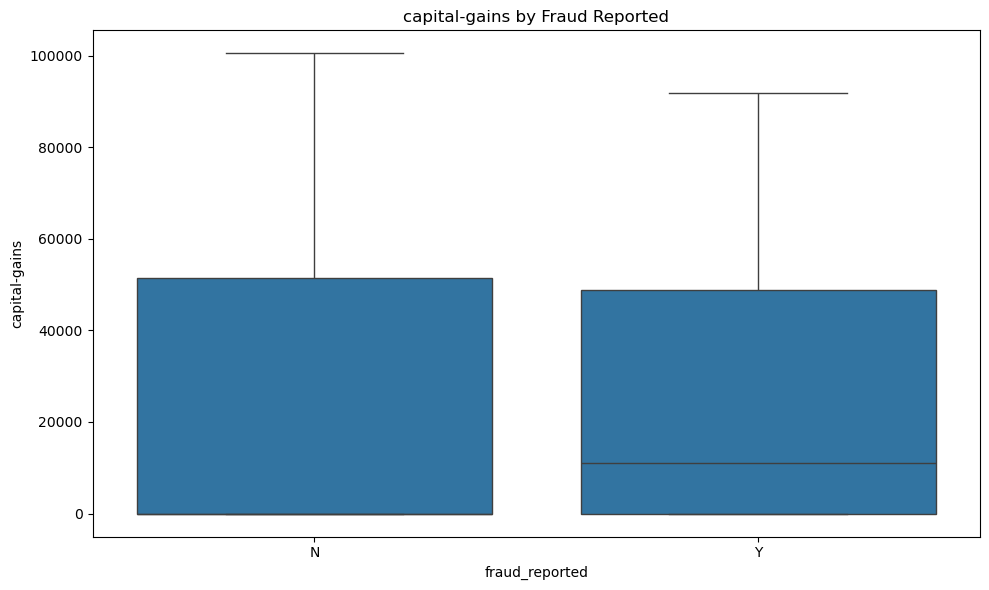 capital-gains by Fraud Reported
capital-gains
100000
80000
60000
40000
20000
0
N
Y
fraud_reported